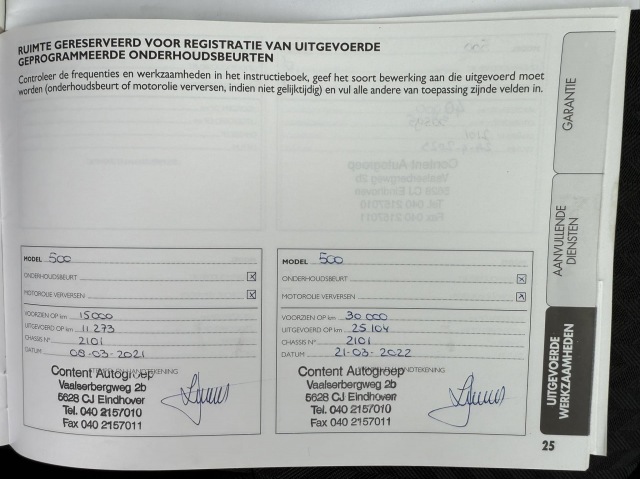 RUIMTE GERESERVEERD VOOR REGISTRATIE VAN UITGEVOERDE
GEPROGRAMMEERDE ONDERHOUDSBEURTEN
Controleer de frequenties en werkzaamheden in het instructieboek, geef het soort bewerking aan die uitgevoerd moet
worden (onderhoudsbeurt of motorolie verversen, indien niet gelijktijdig) en vul alle andere van toepassing zijnde velden in.
GARANTIE
AANVULLENDE
DIENSTEN
UITGEVOERDE
WERKZAAMHEDEN
MODEL 500
ONDERHOUDSBEURT
MOTOROLIE VERVERSEN
VOORZIEN OP km 15000
UITGEVOERD OP km 11.273
CHASSIS N° 2101
DATUM 08-03-2021
Content Autogroep
Vaalserbergweg 2b
5628 CJ Eindhoven
Tel. 040 2157010
Fax 040 2157011
MODEL 500
ONDERHOUDSBEURT
MOTOROLIE VERVERSEN
VOORZIEN OP km 30 000
UITGEVOERD OP km 25 104
CHASSIS N° 2101
DATUM 21-03-2022
Content Autogroep
Vaalserbergweg 2b
5628 CJ Eindhoven
Tel. 040 2157010
Fax 040 2157011
25